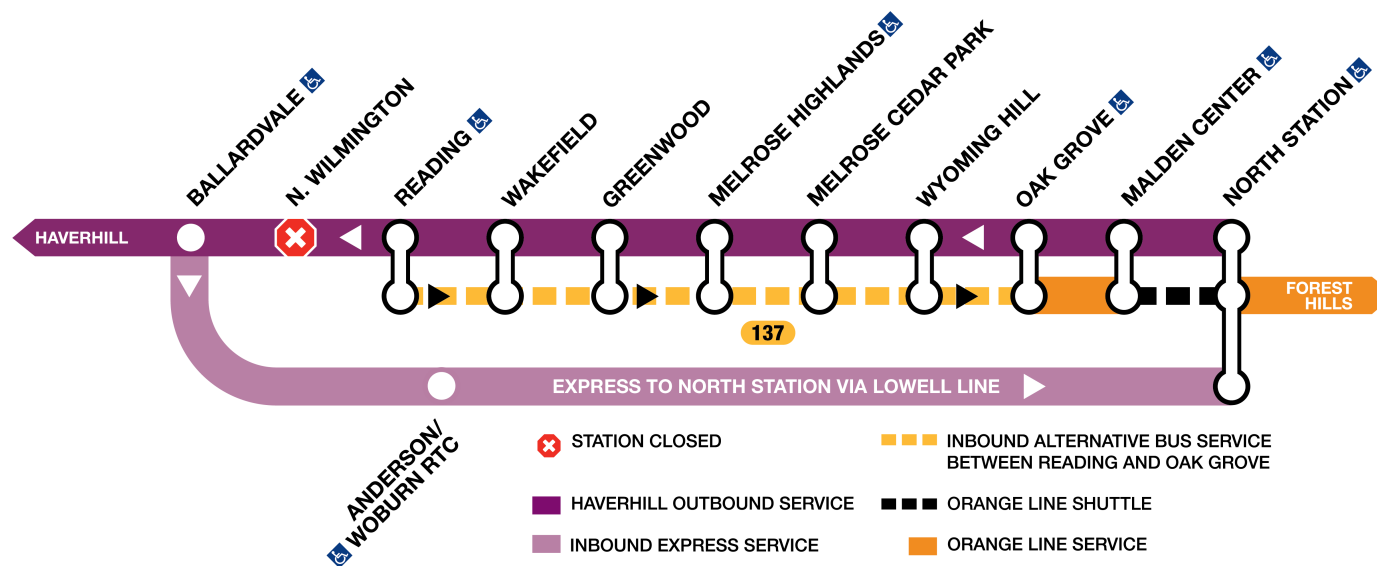 BALLARDVALE
N. WILMINGTON
READING
WAKEFIELD
GREENWOOD
MELROSE HIGHLANDS
MELROSE CEDAR PARK
WYOMING HILL
OAK GROVE
MALDEN CENTER
NORTH STATION
HAVERHILL
FOREST
HILLS
137
EXPRESS TO NORTH STATION VIA LOWELL LINE
ANDERSON/
WOBURN RTC
STATION CLOSED
HAVERHILL OUTBOUND SERVICE
INBOUND EXPRESS SERVICE
INBOUND ALTERNATIVE BUS SERVICE
BETWEEN READING AND OAK GROVE
ORANGE LINE SHUTTLE
ORANGE LINE SERVICE